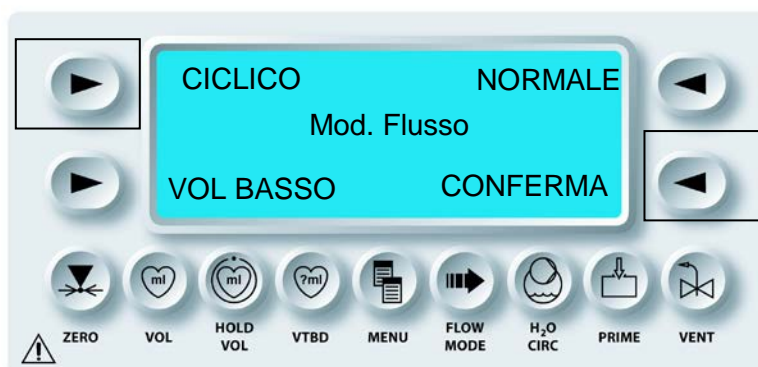 CICLICO NORMALE
Mod. Flusso
VOL BASSO CONFERMA
ml ml ?ml
ZERO VOL HOLD VOL VTBD MENU FLOW MODE H₂O CIRC PRIME VENT